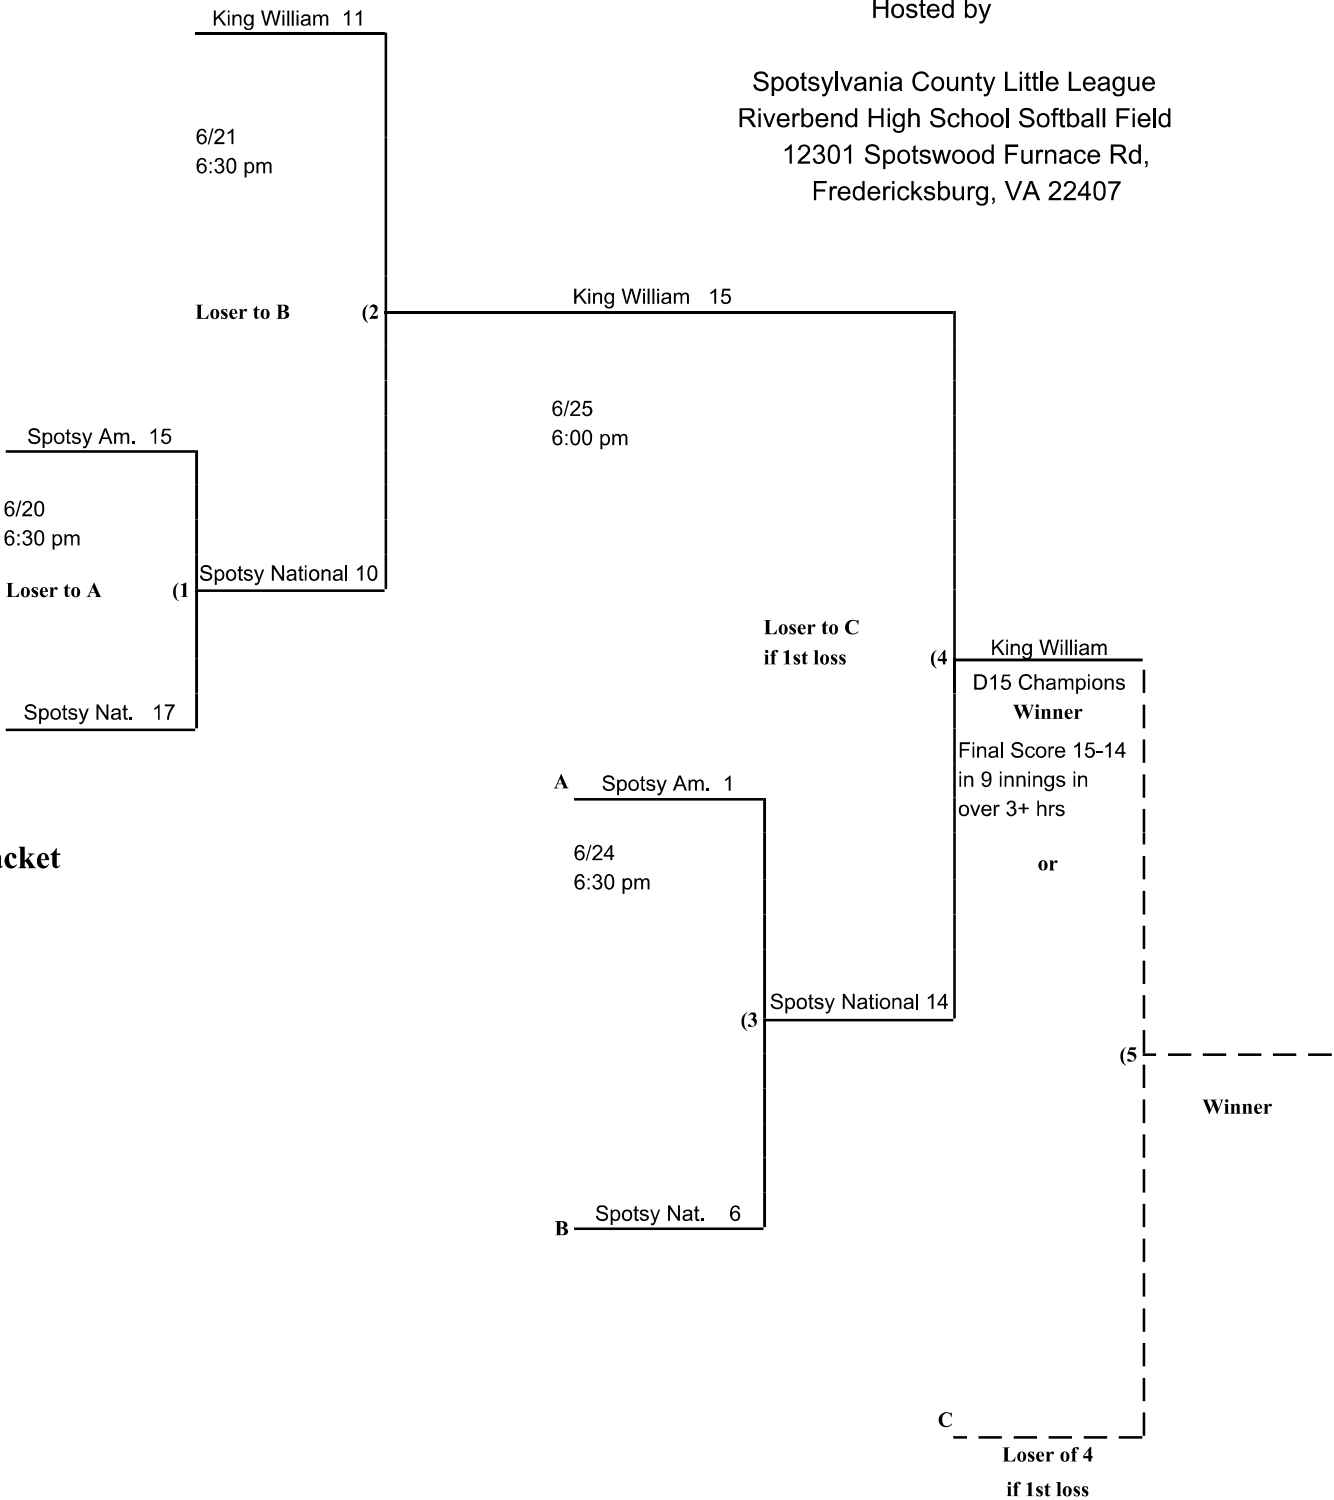 King William 11
Hosted by
Spotsylvania County Little League
Riverbend High School Softball Field
12301 Spotswood Furnace Rd,
Fredericksburg, VA 22407
6/21
6:30 pm
Loser to B
(2
King William 15
6/25
6:00 pm
Spotsy Am. 15
6/20
6:30 pm
Loser to A
(1
Spotsy National 10
Spotsy Nat. 17
Loser to C
if 1st loss
(4
King William
D15 Champions
Winner
Final Score 15-14
in 9 innings in
over 3+ hrs
or
A
Spotsy Am. 1
6/24
6:30 pm
acket
(3
Spotsy National 14
(5
Winner
B
Spotsy Nat. 6
C
Loser of 4
if 1st loss